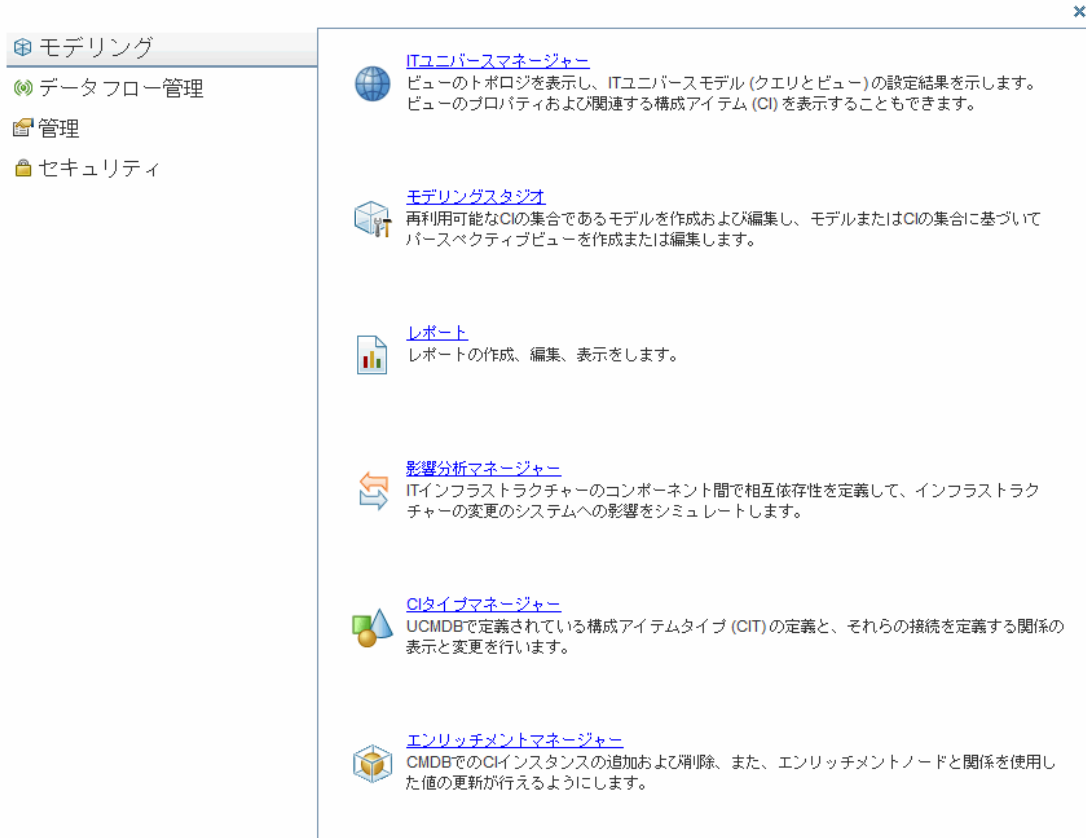 モデリング
データフロー管理
管理
セキュリティ
ITユニバースマネージャー
ビューのトポロジを表示し、ITユニバースモデル (クエリとビュー) の設定結果を示します。
ビューのプロパティおよび関連する構成アイテム (CI) を表示することもできます。
モデリングスタジオ
再利用可能なCIの集合であるモデルを作成および編集し、モデルまたはCIの集合に基づいて
パースペクティブビューを作成または編集します。
レポート
レポートの作成、編集、表示をします。
影響分析マネージャー
ITインフラストラクチャーのコンポーネント間で相互依存性を定義して、インフラストラク
チャーの変更のシステムへの影響をシミュレートします。
CIタイプマネージャー
UCMDBで定義されている構成アイテムタイプ (CIT) の定義と、それらの接続を定義する関係の
表示と変更を行います。
エンリッチメントマネージャー
CMDBでのCIインスタンスの追加および削除、また、エンリッチメントノードと関係を使用し
た値の更新が行えるようにします。